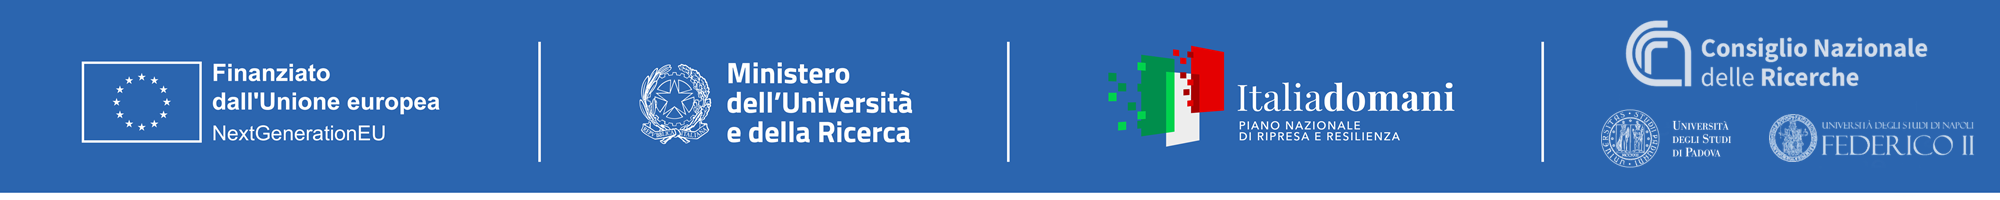 Finanziato
dall'Unione europea
NextGenerationEU
Ministero
dell'Università
e della Ricerca
Italiadomani
PIANO NAZIONALE
DI RIPRESA E RESILIENZA
Consiglio Nazionale
delle Ricerche
UNIVERSITÀ
DEGLI STUDI
DI PADOVA
UNIVERSITÀ DEGLI STUDI DI NAPOLI
FEDERICO II